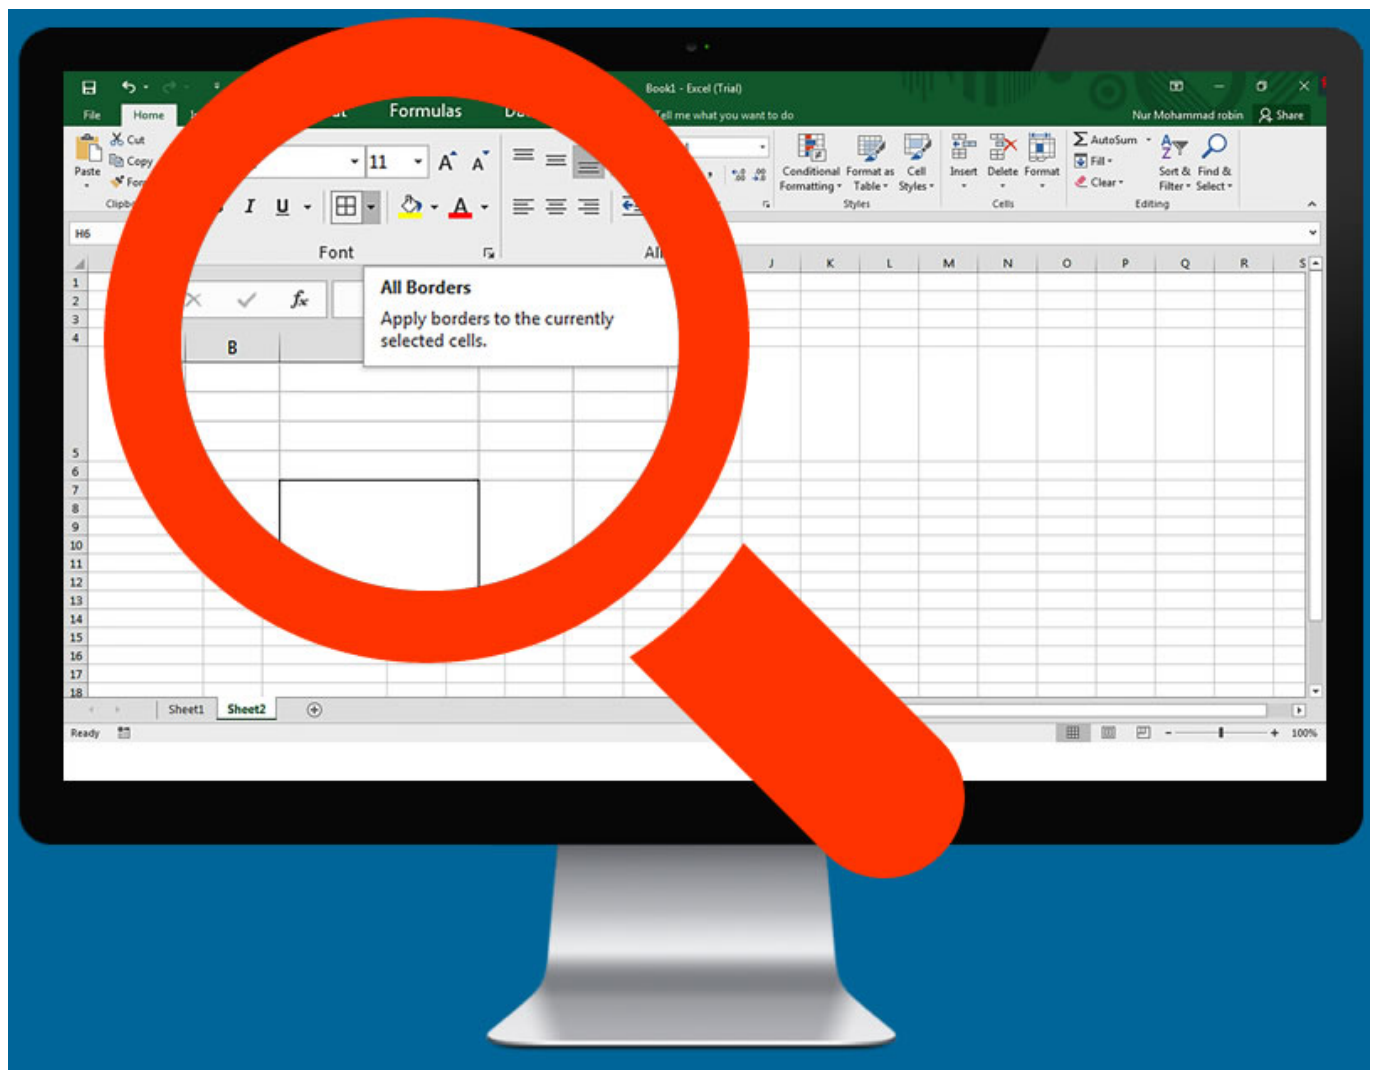 Book1 - Excel (Trial)
File Home Formulas Tell me what you want to do Nur Mohammad robin Share
Cut
Copy
Paste
11
B I U
Conditional Formatting
Format as Table
Cell Styles
Insert Delete Format
AutoSum
Fill
Clear
Sort & Filter
Find & Select
Font Styles Cells Editing
H6
fx
All Borders
Apply borders to the currently
selected cells.
B J K L M N O P Q R S
1
2
3
4
5
6
7
8
9
10
11
12
13
14
15
16
17
18
Sheet1 Sheet2
Ready 100%